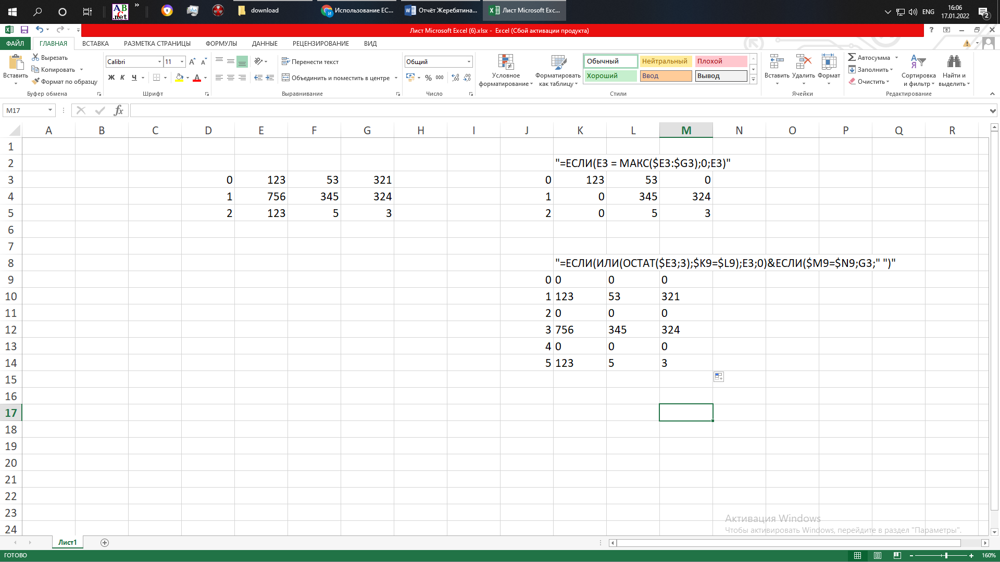 ABC
.net
»
download
Использование ЕС...
Отчёт Жеребятина...
Лист Microsoft Exc...
ENG
16:06
17.01.2022
2
Лист Microsoft Excel (6).xlsx - Excel (Сбой активации продукта)
?
ФАЙЛ
ГЛАВНАЯ
ВСТАВКА
РАЗМЕТКА СТРАНИЦЫ
ФОРМУЛЫ
ДАННЫЕ
РЕЦЕНЗИРОВАНИЕ
ВИД
Вставить
Вырезать
Копировать
Формат по образцу
Calibri
11
Ж К Ч
Перенести текст
Объединить и поместить в центре
Общий
% 000
Условное форматирование
Форматировать как таблицу
Обычный
Нейтральный
Плохой
Хороший
Ввод
Вывод
Вставить
Удалить
Формат
Автосумма
Заполнить
Очистить
Сортировка и фильтр
Найти и выделить
Буфер обмена
Шрифт
Выравнивание
Число
Стили
Ячейки
Редактирование
M17
fx
A B C D E F G H I J K L M N O P Q R
1
2 "=ЕСЛИ(E3 = МАКС($E3:$G3);0;E3)"
3 0 123 53 321 0 123 53 0
4 1 756 345 324 1 0 345 324
5 2 123 5 3 2 0 5 3
6
7
8 "=ЕСЛИ(ИЛИ(ОСТАТ($E3;3);$K9=$L9);E3;0)&ЕСЛИ($M9=$N9;G3;" ")"
9 0 0 0 0
10 1 123 53 321
11 2 0 0 0
12 3 756 345 324
13 4 0 0 0
14 5 123 5 3
15
16
17
18
19
20
21
22
23
24
Активация Windows
Чтобы активировать Windows, перейдите в раздел "Параметры".
Лист1
ГОТОВО
160%